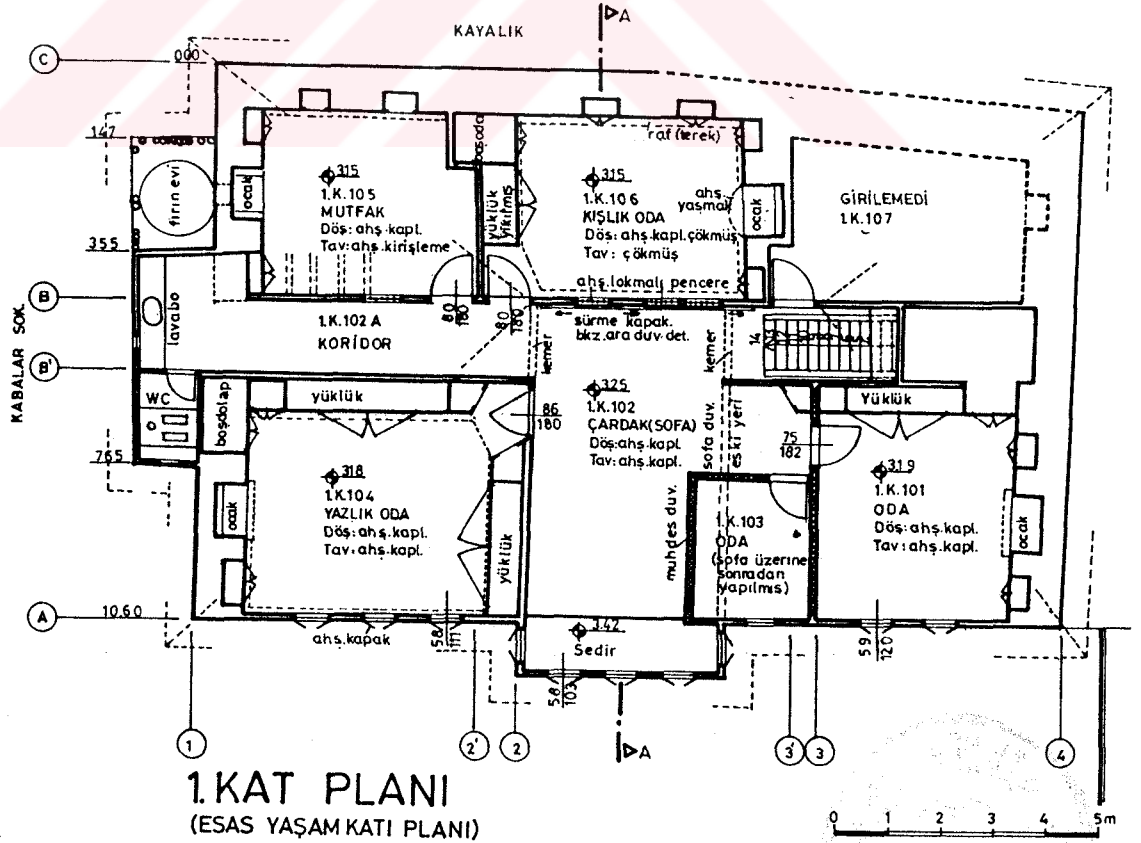 KAYALIK
A
C
000
147
fırın evi
355
B
B'
KABALAR SOK.
765
A
10.60
ocak
315
1.K.105
MUTFAK
Döş: ahş.kapl.
Tav: ahş.kirişleme
yüklük
yıkılmış
raf (terek)
315
1.K.106
KIŞLIK ODA
Döş: ahş.kapl.çökmüş
Tav: çökmüş
ahş.
yaşmak
ocak
ahş.lokmalı pencere
GİRİLEMEDİ
1.K.107
lavabo
1.K.102 A
KORİDOR
80
180
80
180
kemer
sürme kapak.
bkz.ara duv.det.
kemer
14
WC
boşdolap
yüklük
86
180
325
1.K.102
ÇARDAK(SOFA)
Döş: ahş.kapl.
Tav: ahş.kapl.
sofa duv.
eski yeri
75
182
Yüklük
318
1.K.104
YAZLIK ODA
Döş: ahş.kapl.
Tav: ahş.kapl.
ocak
yüklük
muhdes duv.
1.K.103
ODA
(sofa üzerine
sonradan
yapılmış)
3.19
1.K.101
ODA
Döş: ahş.kapl.
Tav: ahş.kapl.
ocak
ahş.kapak
58
111
3.42
Sedir
58
103
59
120
1
2'
2
A
3'
3
4
1.KAT PLANI
(ESAS YAŞAM KATI PLANI)
0 1 2 3 4 5m